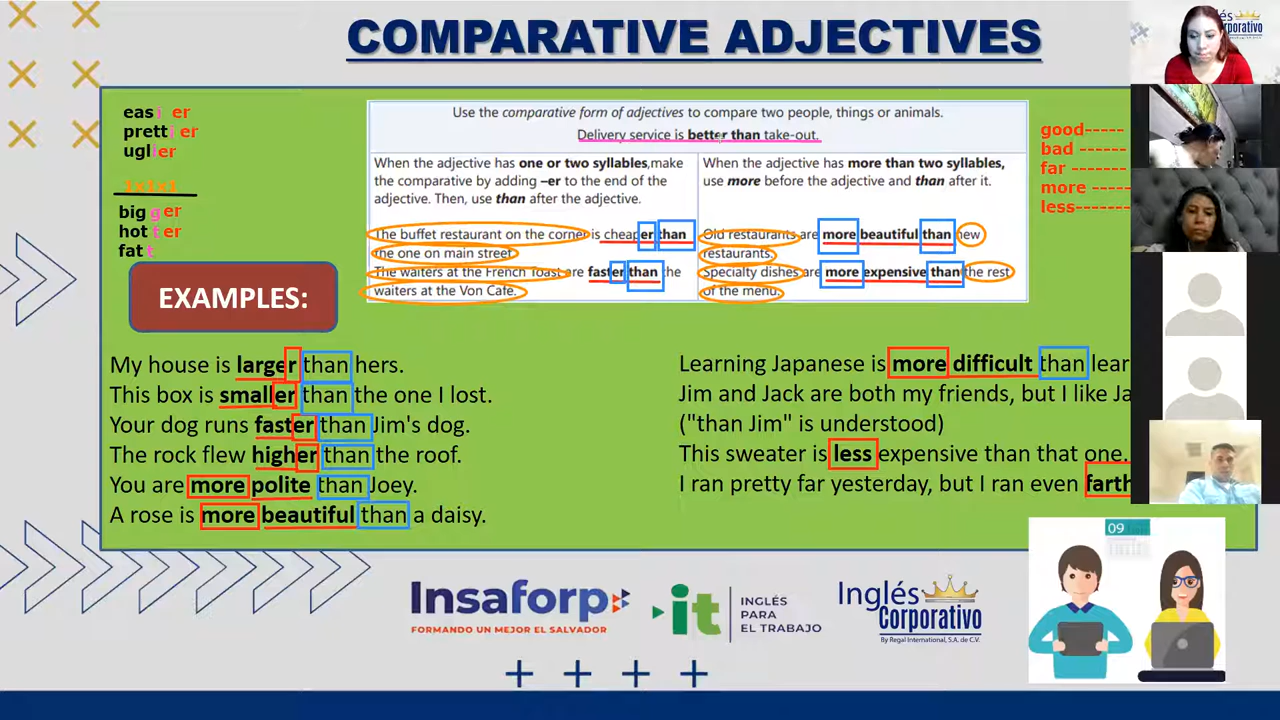 COMPARATIVE ADJECTIVES
easi er
pretti er
uglier
1x1x1
bigger
hotter
fat t
Use the comparative form of adjectives to compare two people, things or animals.
Delivery service is better than take-out.
When the adjective has one or two syllables,make
the comparative by adding –er to the end of the
adjective. Then, use than after the adjective.
The buffet restaurant on the corner is cheaper than
the one on main street.
The waiters at the French Toast are faster than the
waiters at the Von Cafe.
When the adjective has more than two syllables,
use more before the adjective and than after it.
Old restaurants are more beautiful than new
restaurants.
Specialty dishes are more expensive than the rest
of the menu.
good-----
bad ------
far -------
more -----
less------
EXAMPLES:
My house is larger than hers.
This box is smaller than the one I lost.
Your dog runs faster than Jim's dog.
The rock flew higher than the roof.
You are more polite than Joey.
A rose is more beautiful than a daisy.
Learning Japanese is more difficult than lear
Jim and Jack are both my friends, but I like Ja
("than Jim" is understood)
This sweater is less expensive than that one.
I ran pretty far yesterday, but I ran even farth
Insaforp
FORMANDO UN MEJOR EL SALVADOR
it
INGLÉS
PARA
EL TRABAJO
Inglés
Corporativo
By Regal International, S.A. de C.V.
09